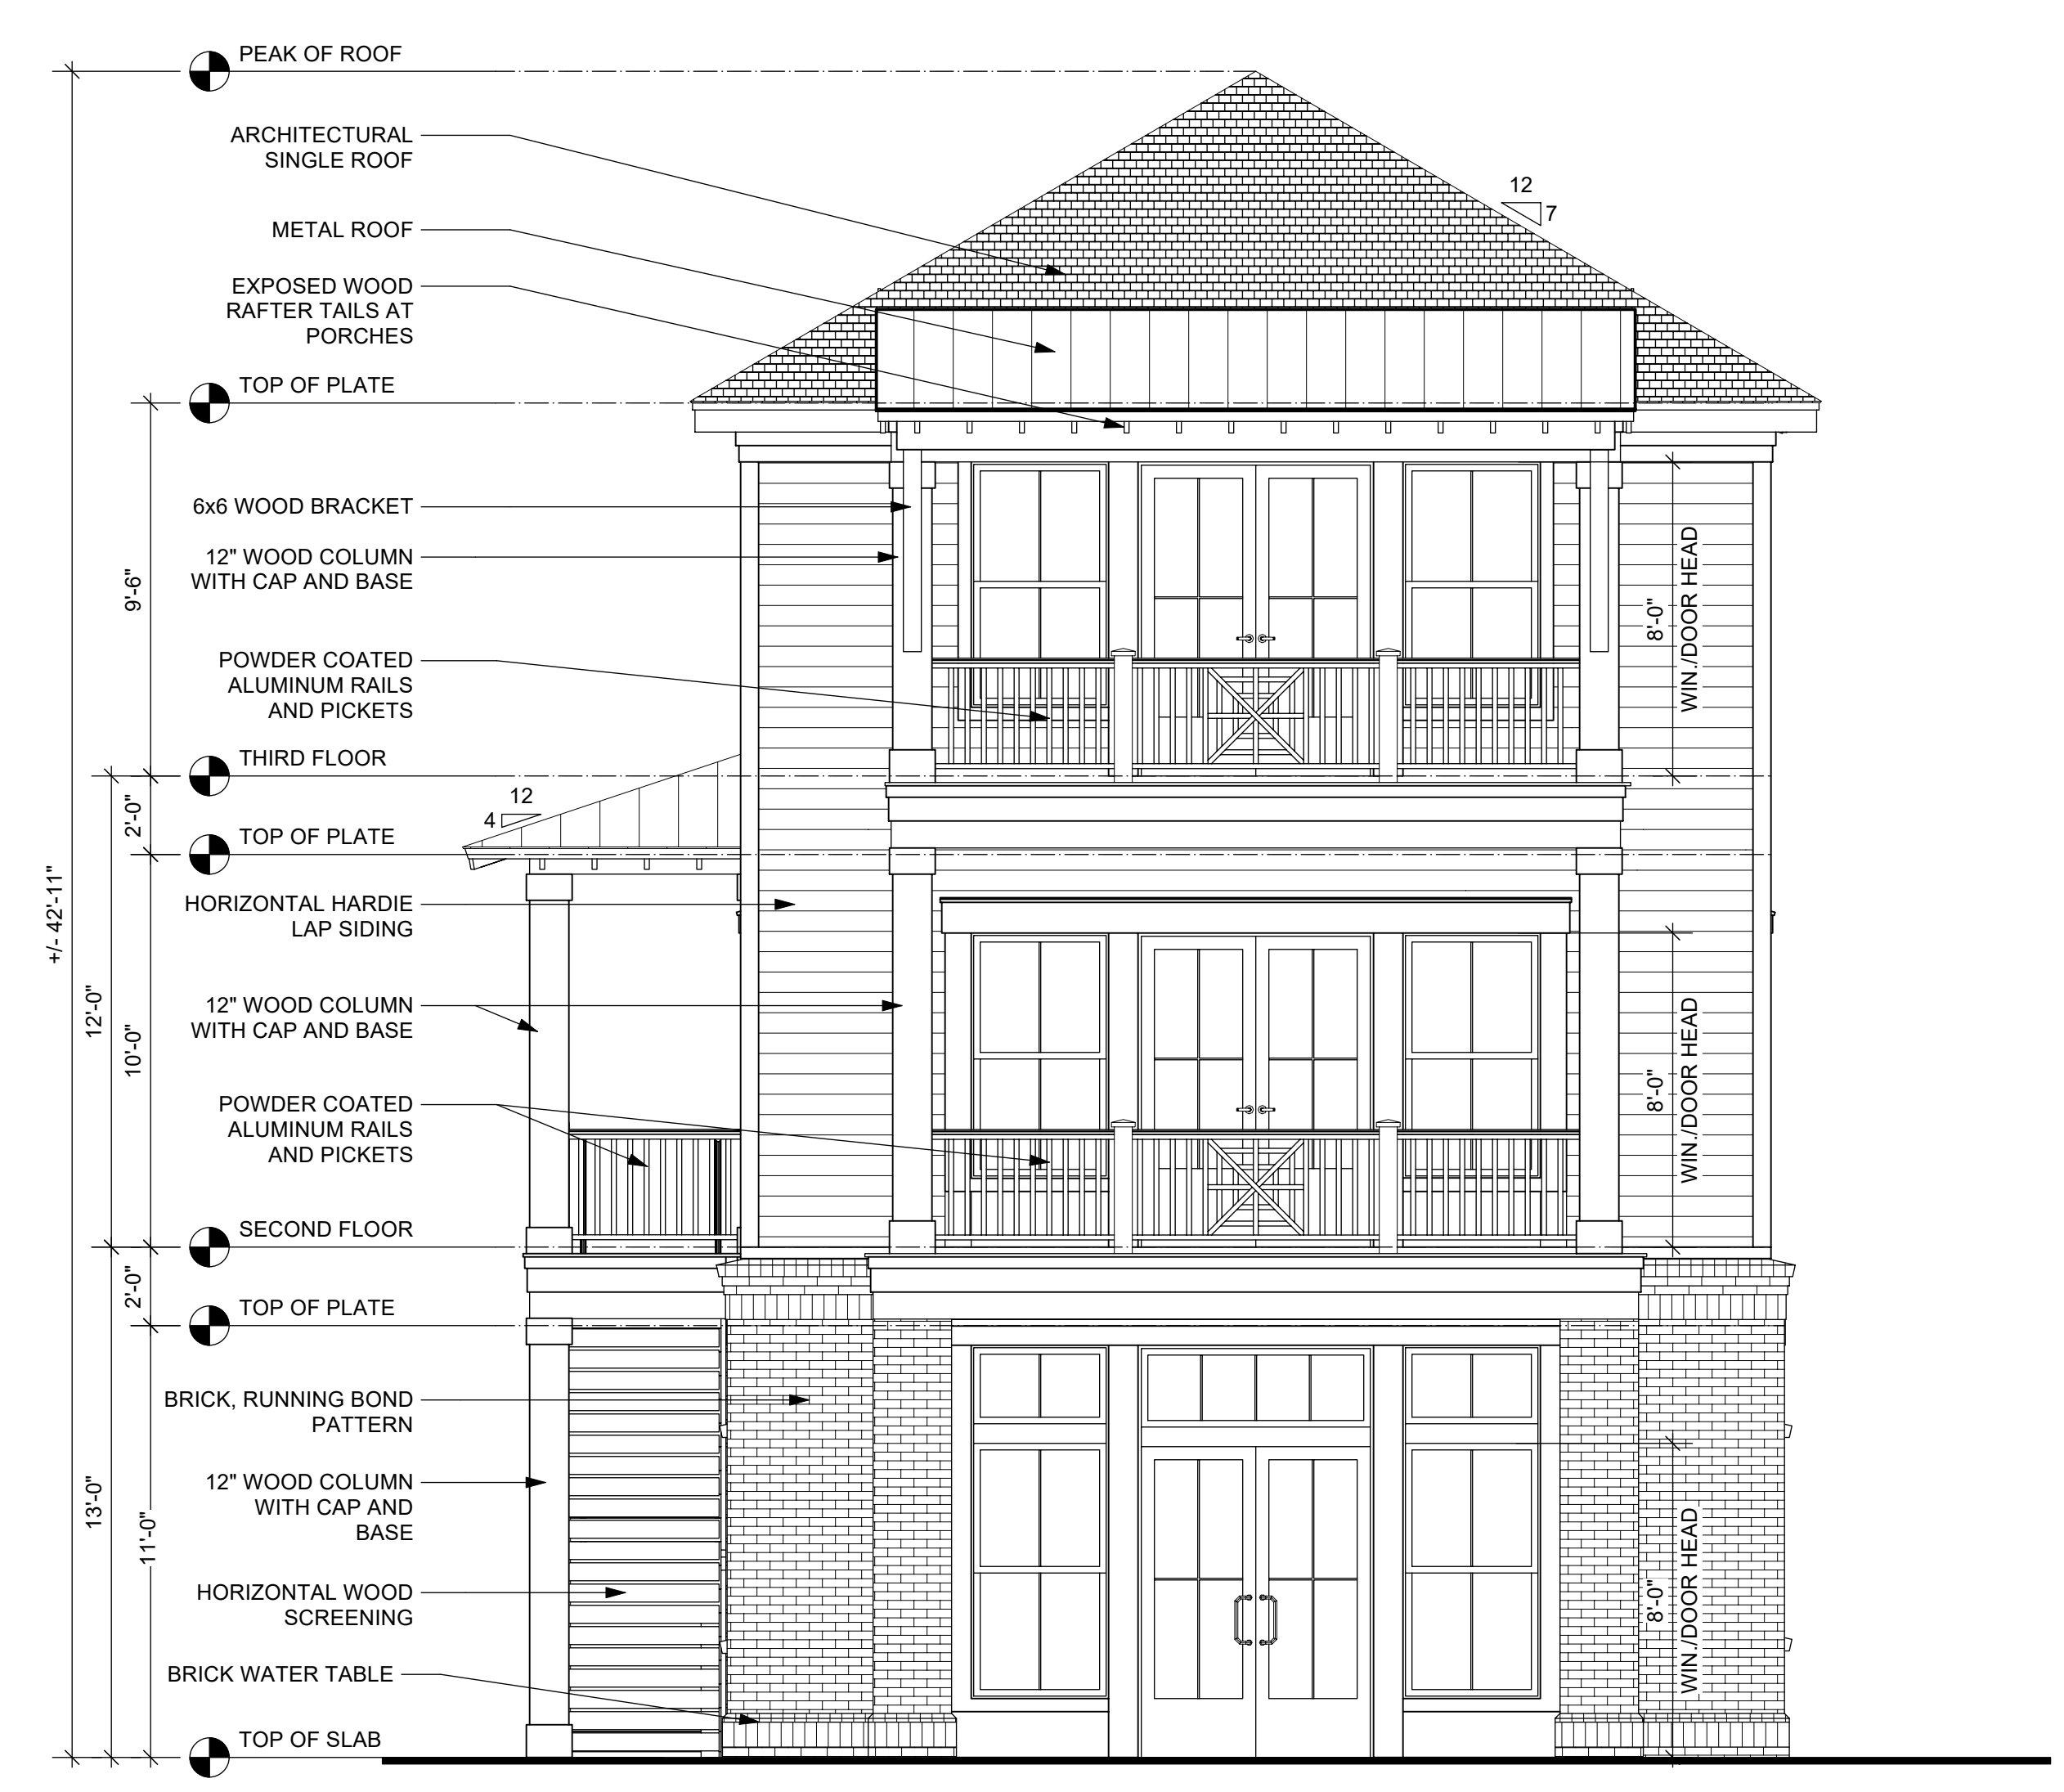 PEAK OF ROOF
ARCHITECTURAL
SINGLE ROOF
12
7
METAL ROOF
EXPOSED WOOD
RAFTER TAILS AT
PORCHES
TOP OF PLATE
6x6 WOOD BRACKET
12" WOOD COLUMN
WITH CAP AND BASE
9'-6"
8'-0"
WIN./DOOR HEAD
POWDER COATED
ALUMINUM RAILS
AND PICKETS
THIRD FLOOR
12
4
2'-0"
TOP OF PLATE
+/- 42'-11"
HORIZONTAL HARDIE
LAP SIDING
12'-0"
10'-0"
12" WOOD COLUMN
WITH CAP AND BASE
8'-0"
WIN./DOOR HEAD
POWDER COATED
ALUMINUM RAILS
AND PICKETS
SECOND FLOOR
2'-0"
TOP OF PLATE
BRICK, RUNNING BOND
PATTERN
13'-0"
11'-0"
12" WOOD COLUMN
WITH CAP AND
BASE
8'-0"
WIN./DOOR HEAD
HORIZONTAL WOOD
SCREENING
BRICK WATER TABLE
TOP OF SLAB